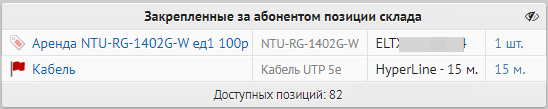 Закрепленные за абонентом позиции склада
Аренда NTU-RG-1402G-W ед1 100р NTU-RG-1402G-W ELTX 4 1 шт.
Кабель Кабель UTP 5e HyperLine - 15 м. 15 м.
Доступных позиций: 82